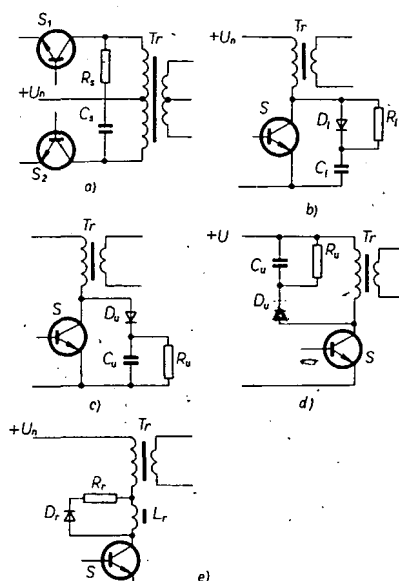 S₁
Tr
Rₛ
+Uₙ
Cₛ
S₂
a)
+Uₙ
Tr
S
D₁
R₁
C₁
b)
Tr
S
Dᵤ
Cᵤ
Rᵤ
c)
+U
Tr
Cᵤ
Rᵤ
Dᵤ
S
d)
+Uₙ
Tr
Rᵣ
Dᵣ
Lᵣ
S
e)